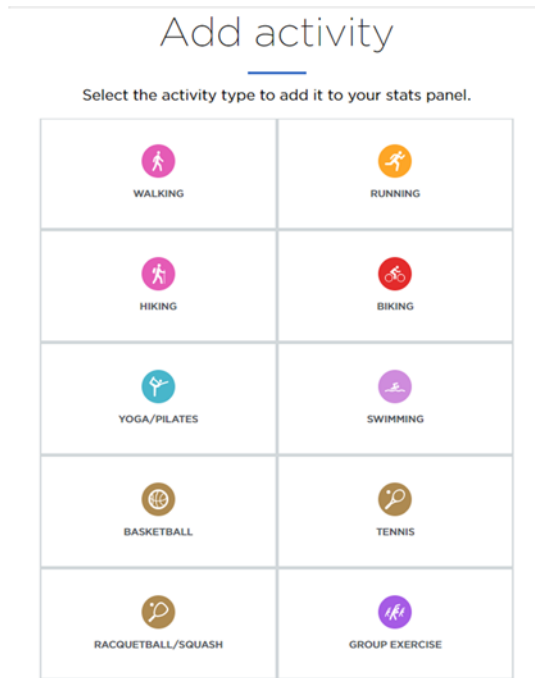 Add activity
Select the activity type to add it to your stats panel.
WALKING
RUNNING
HIKING
BIKING
YOGA/PILATES
SWIMMING
BASKETBALL
TENNIS
RACQUETBALL/SQUASH
GROUP EXERCISE